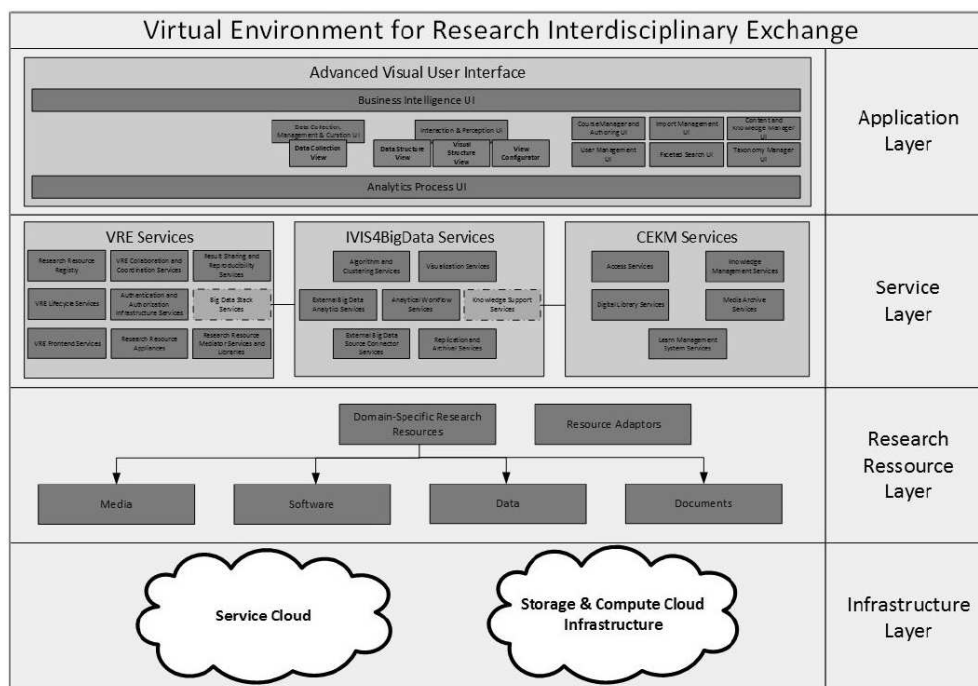 Virtual Environment for Research Interdisciplinary Exchange
Advanced Visual User Interface
Business Intelligence UI
Data Collection,
Management & Curation UI
Data Collection
View
Interaction & Perception UI
Data Structure
View
Visual
Structure
View
View
Configurator
Course Manager and
Authoring UI
Import Management
UI
Content and
Knowledge Manager
UI
User Management
UI
Faceted Search UI
Taxonomy Manager
UI
Analytics Process UI
Application
Layer
VRE Services
Research Resource
Registry
VRE Collaboration and
Coordination Services
Result Sharing and
Reproducibility
Services
VRE Lifecycle Services
Authentication and
Authorization
Infrastructure Services
Big Data Stack
Services
VRE Frontend Services
Research Resource
Appliances
Research Resource
Mediator Services and
Libraries
IVIS4BigData Services
Algorithm and
Clustering Services
Visualization Services
External Big Data
Analytics Services
Analytical Workflow
Services
Knowledge Support
Services
External Big Data
Source Connector
Services
Replication and
Archiver Services
CEKM Services
Access Services
Knowledge
Management Services
Digital Library Services
Media Archive
Services
Learn Management
System Services
Service
Layer
Domain-Specific Research
Resources
Resource Adaptors
Media
Software
Data
Documents
Research
Ressource
Layer
Service Cloud
Storage & Compute Cloud
Infrastructure
Infrastructure
Layer